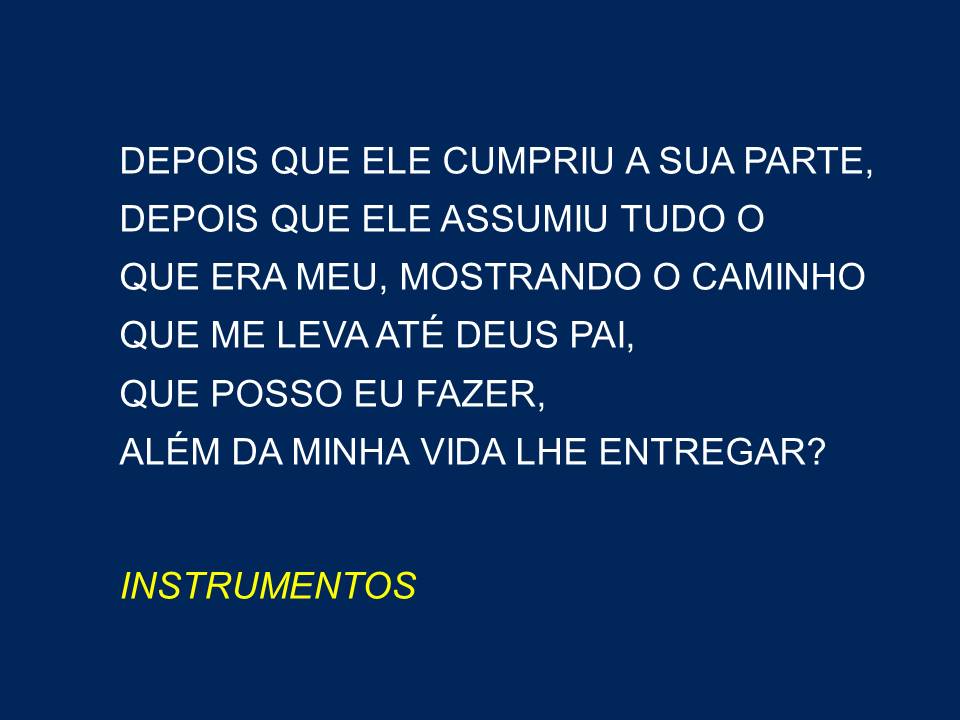 DEPOIS QUE ELE CUMPRIU A SUA PARTE,
DEPOIS QUE ELE ASSUMIU TUDO O
QUE ERA MEU, MOSTRANDO O CAMINHO
QUE ME LEVA ATÉ DEUS PAI,
QUE POSSO EU FAZER,
ALÉM DA MINHA VIDA LHE ENTREGAR?
INSTRUMENTOS